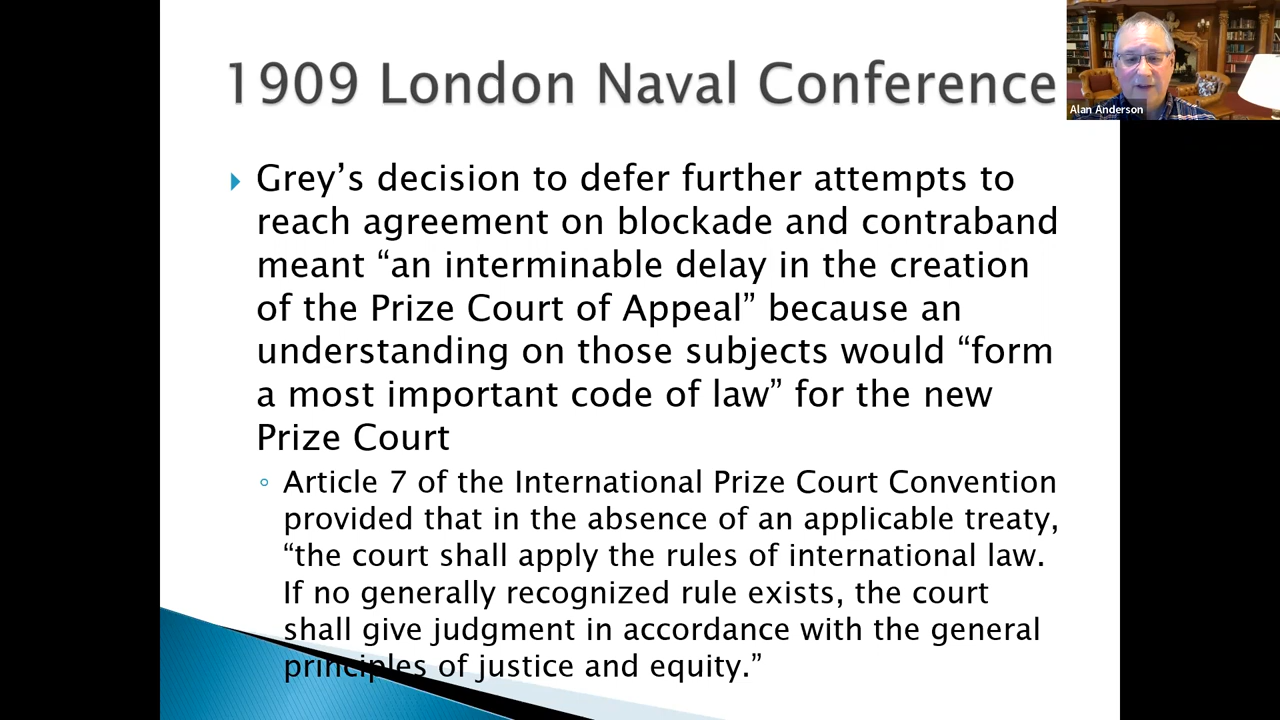 1909 London Naval Conference
Alan Anderson
Grey’s decision to defer further attempts to
reach agreement on blockade and contraband
meant “an interminable delay in the creation
of the Prize Court of Appeal” because an
understanding on those subjects would “form
a most important code of law” for the new
Prize Court
Article 7 of the International Prize Court Convention
provided that in the absence of an applicable treaty,
“the court shall apply the rules of international law.
If no generally recognized rule exists, the court
shall give judgment in accordance with the general
principles of justice and equity.”